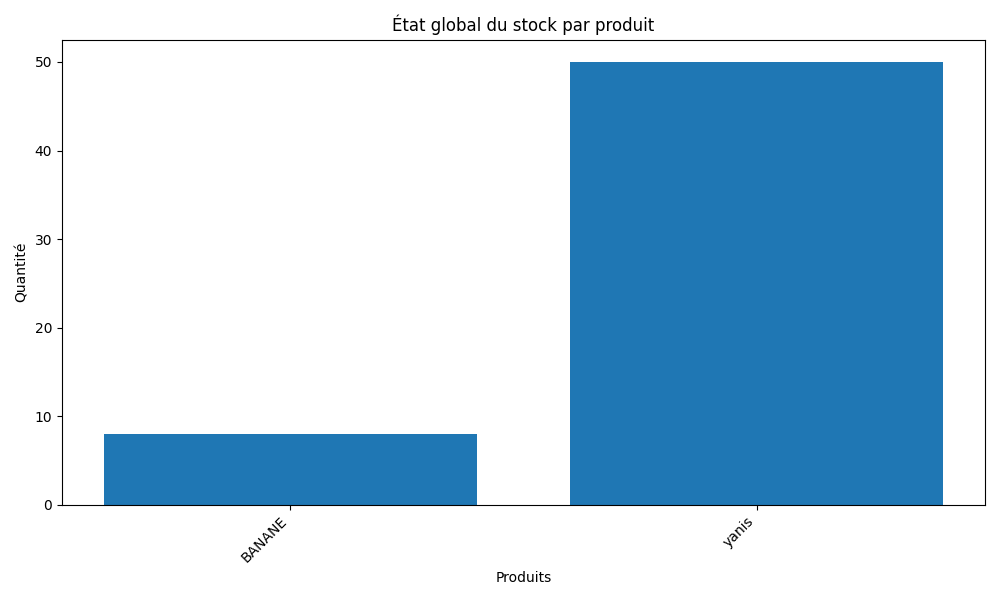 État global du stock par produit
50
40
30
20
10
0
Quantité
BANANE
yanis
Produits